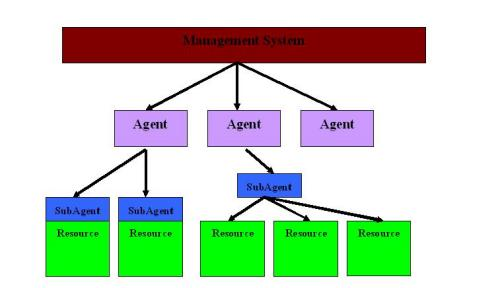 Management System
Agent
Agent
Agent
SubAgent
SubAgent
SubAgent
Resource
Resource
Resource
Resource
Resource